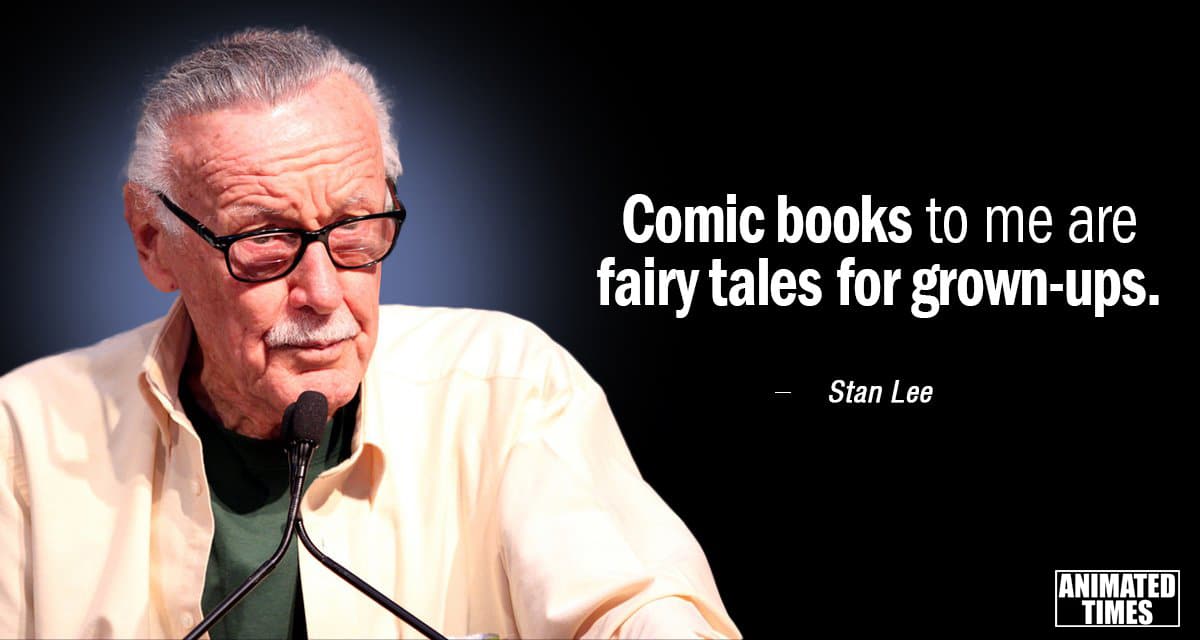 Comic books to me are
fairy tales for grown-ups.
– Stan Lee
ANIMATED
TIMES